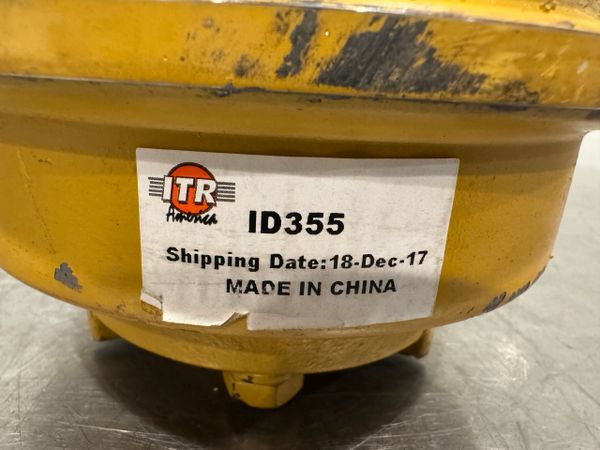 ITR
America
ID355
Shipping Date:18-Dec-17
MADE IN CHINA